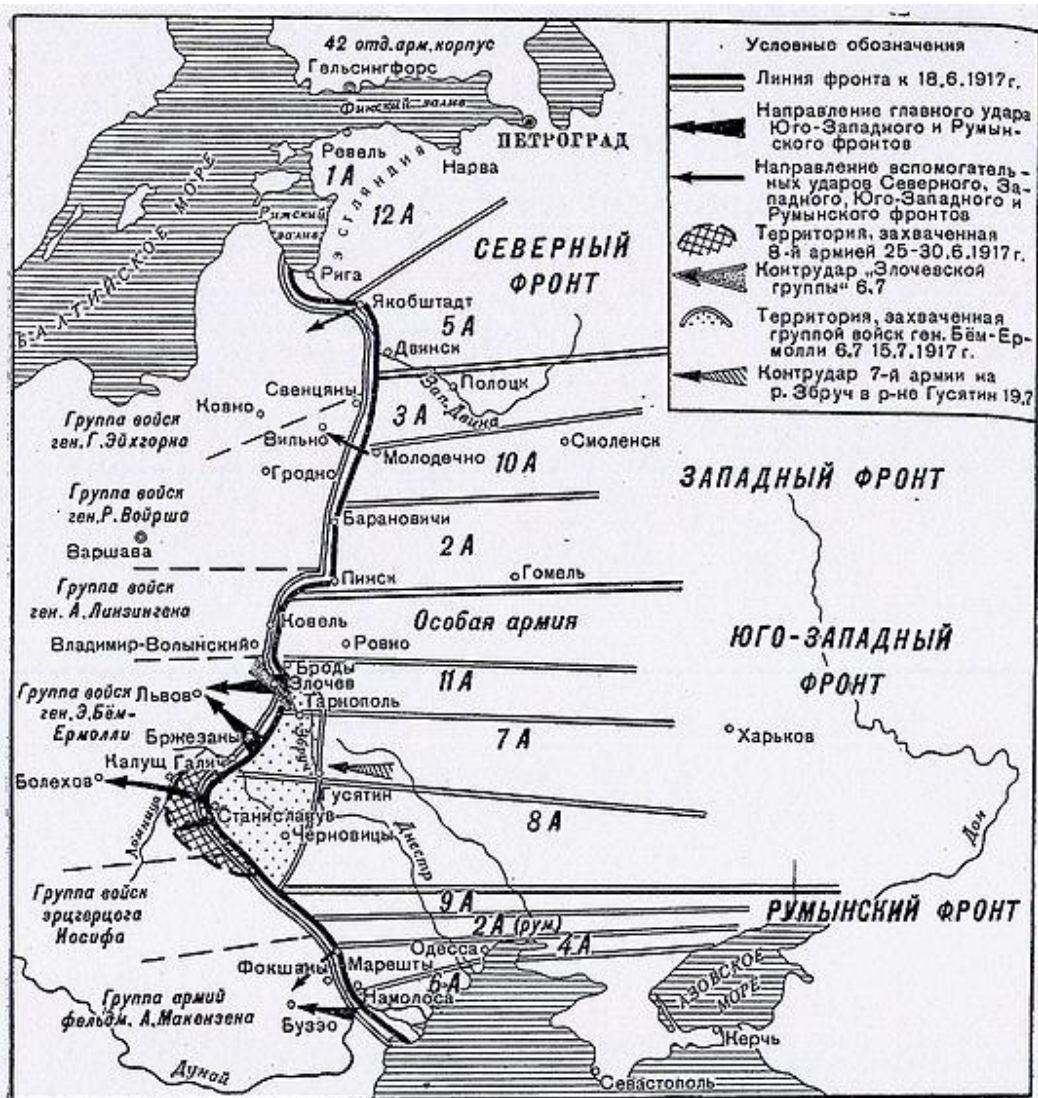 42 отд.арм.корпус
Гельсингфорс
Финский залив
ПЕТРОГРАД
Ревель
Нарва
1 А
ЭСТЛЯНДИЯ
12 А
БАЛТИЙСКОЕ МОРЕ
Рижский
залив
Рига
СЕВЕРНЫЙ
ФРОНТ
Якобштадт
5 А
Двинск
Полоцк
Зап. Двина
Свенцяны
3 А
Ковно
Группа войск
ген. Г. Эйхгорна
Вильно
Смоленск
Молодечно
10 А
Гродно
ЗАПАДНЫЙ ФРОНТ
Группа войск
ген. Р. Войрша
Варшава
Барановичи
2 А
Пинск
Гомель
Группа войск
ген. А. Линзингена
Ковель
Особая армия
Владимир-Волынский
Ровно
ЮГО-ЗАПАДНЫЙ
ФРОНТ
Броды
Злочев
11 А
Группа войск
ген. Э. Бём-
Ермолли
Львов
Тарнополь
Збруч
7 А
Харьков
Бржезаны
Калущ
Галич
Болехов
Гусятин
Ломница
Станиславув
8 А
Черновицы
Днестр
Дон
Группа войск
эрцгерцога
Иосифа
9 А
2 А (рум)
РУМЫНСКИЙ ФРОНТ
Одесса
4 А
Фокшаны
Марешты
6 А
Намолоса
АЗОВСКОЕ
МОРЕ
Группа армий
фельдм. А. Макензена
Бузэо
Керчь
Дунай
Севастополь
Условные обозначения
Линия фронта к 18.6.1917 г.
Направление главного удара
Юго-Западного и Румын-
ского фронтов
Направление вспомогатель-
ных ударов Северного, За-
падного, Юго-Западного и
Румынского фронтов
Территория, захваченная
8-й армией 25-30.6.1917 г.
Контрудар „Злочевской
группы" 6.7
Территория, захваченная
группой войск ген. Бём-Ер-
молли 6.7 15.7.1917 г.
Контрудар 7-й армии на
р. Збруч в р-не Гусятин 19.7